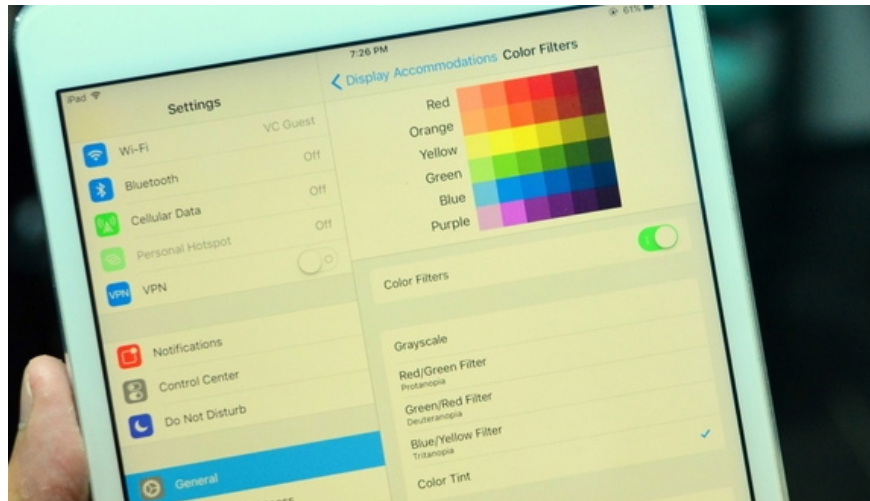 iPad
7:26 PM
61%
Settings
Display Accommodations Color Filters
Wi-Fi VC Guest
Bluetooth Off
Cellular Data Off
Personal Hotspot Off
VPN VPN
Notifications
Control Center
Do Not Disturb
General
Red
Orange
Yellow
Green
Blue
Purple
Color Filters
Grayscale
Red/Green Filter
Protanopia
Green/Red Filter
Deuteranopia
Blue/Yellow Filter
Tritanopia
Color Tint